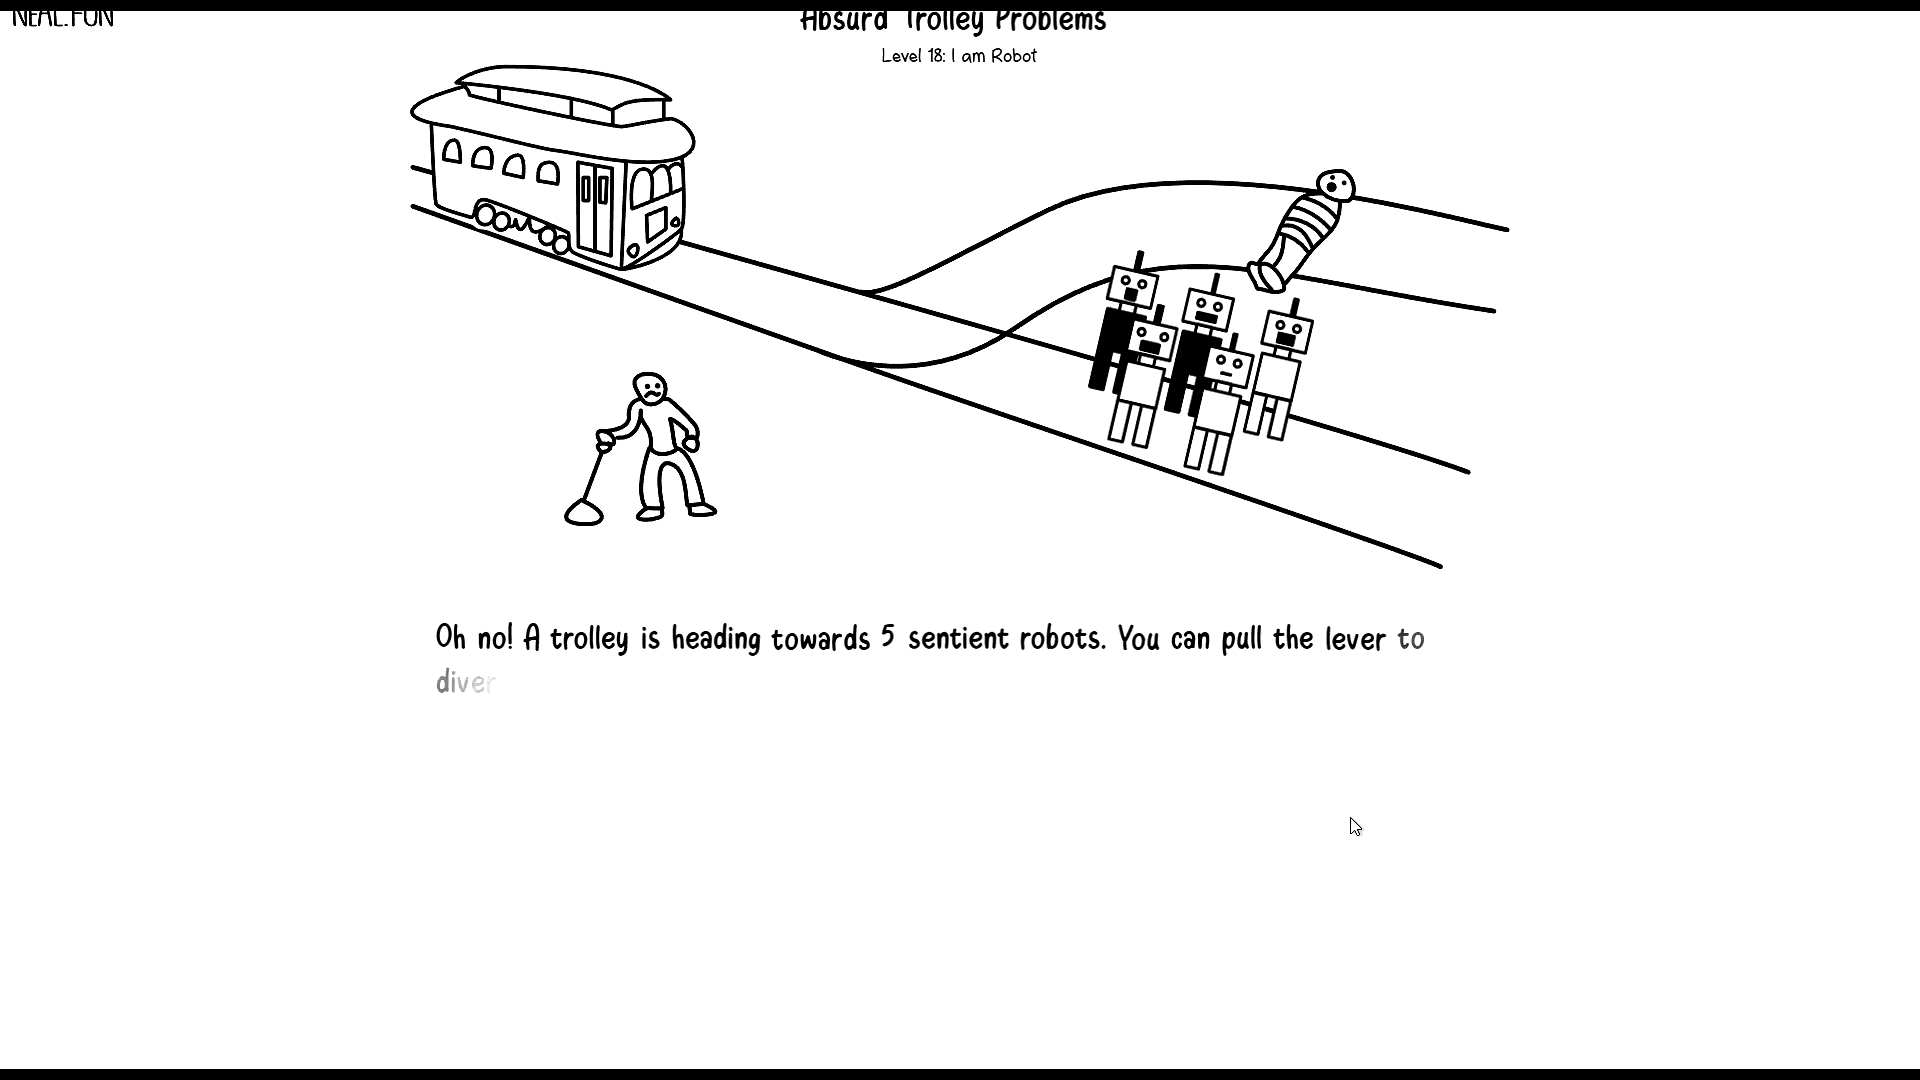 NEAL.FUN
Absurd Trolley Problems
Level 18: I am Robot
Oh no! A trolley is heading towards 5 sentient robots. You can pull the lever to
diver